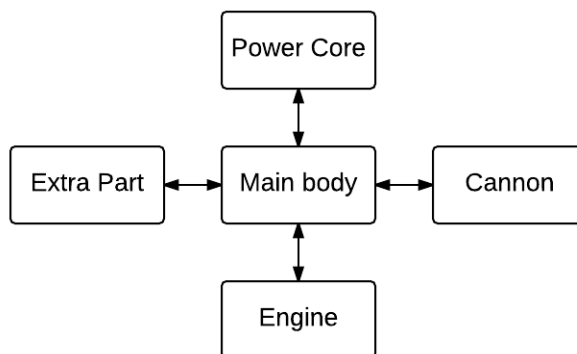 Power Core
Extra Part
Main body
Cannon
Engine